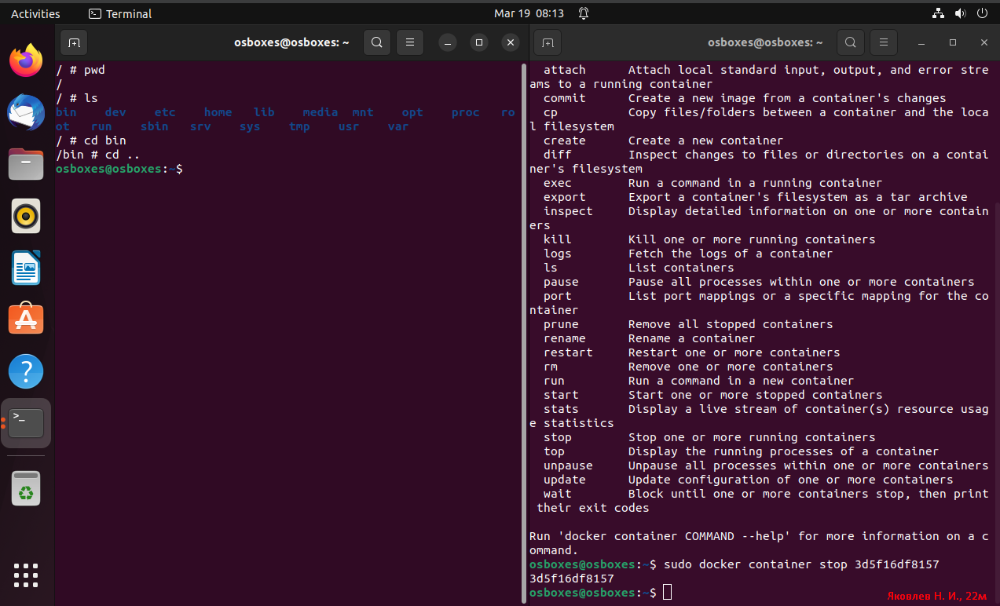 Activities Terminal Mar 19 08:13
osboxes@osboxes: ~
/ # pwd
/
/ # ls
bin dev etc home lib media mnt opt proc ro
ot run sbin srv sys tmp usr var
/ # cd bin
/bin # cd ..
osboxes@osboxes:~$
osboxes@osboxes: ~
attach Attach local standard input, output, and error stre
ams to a running container
commit Create a new image from a container's changes
cp Copy files/folders between a container and the loca
l filesystem
create Create a new container
diff Inspect changes to files or directories on a contai
ner's filesystem
exec Run a command in a running container
export Export a container's filesystem as a tar archive
inspect Display detailed information on one or more contain
ers
kill Kill one or more running containers
logs Fetch the logs of a container
ls List containers
pause Pause all processes within one or more containers
port List port mappings or a specific mapping for the co
ntainer
prune Remove all stopped containers
rename Rename a container
restart Restart one or more containers
rm Remove one or more containers
run Run a command in a new container
start Start one or more stopped containers
stats Display a live stream of container(s) resource usag
e statistics
stop Stop one or more running containers
top Display the running processes of a container
unpause Unpause all processes within one or more containers
update Update configuration of one or more containers
wait Block until one or more containers stop, then print
their exit codes
Run 'docker container COMMAND --help' for more information on a c
ommand.
osboxes@osboxes:~$ sudo docker container stop 3d5f16df8157
3d5f16df8157
osboxes@osboxes:~$
Яковлев Н. И., 22м